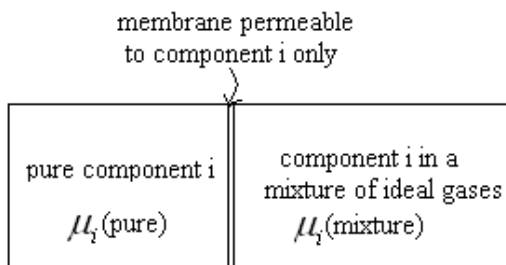 membrane permeable
to component i only
pure component i
μi(pure)
component i in a
mixture of ideal gases
μi(mixture)